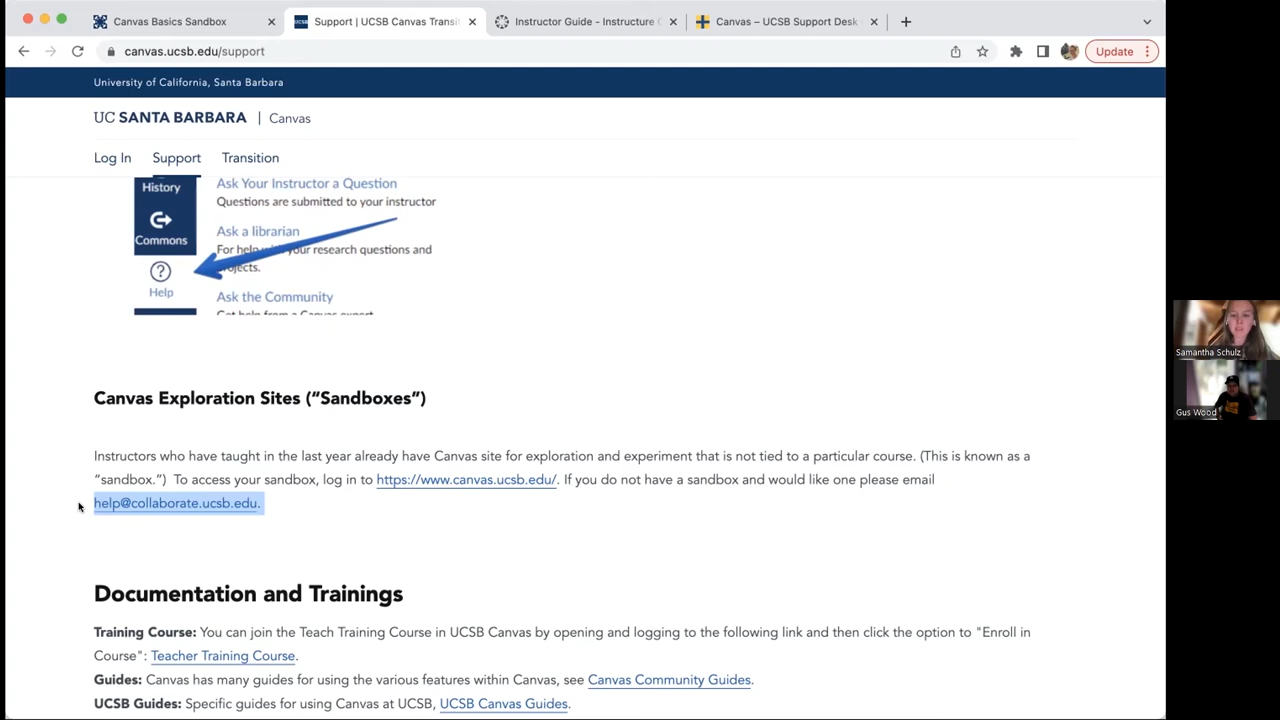 Canvas Basics Sandbox
Support | UCSB Canvas Transit
Instructor Guide - Instructure
Canvas – UCSB Support Desk
canvas.ucsb.edu/support
Update
University of California, Santa Barbara
UC SANTA BARBARA | Canvas
Log In Support Transition
History
Ask Your Instructor a Question
Questions are submitted to your instructor
Commons
Ask a librarian
For help with your research questions and
projects.
Help
Ask the Community
Get help from a Canvas expert
Canvas Exploration Sites (“Sandboxes”)
Instructors who have taught in the last year already have Canvas site for exploration and experiment that is not tied to a particular course. (This is known as a
“sandbox.”) To access your sandbox, log in to https://www.canvas.ucsb.edu/. If you do not have a sandbox and would like one please email
help@collaborate.ucsb.edu.
Documentation and Trainings
Training Course: You can join the Teach Training Course in UCSB Canvas by opening and logging to the following link and then click the option to "Enroll in
Course": Teacher Training Course.
Guides: Canvas has many guides for using the various features within Canvas, see Canvas Community Guides.
UCSB Guides: Specific guides for using Canvas at UCSB, UCSB Canvas Guides.
Samantha Schulz
Gus Wood